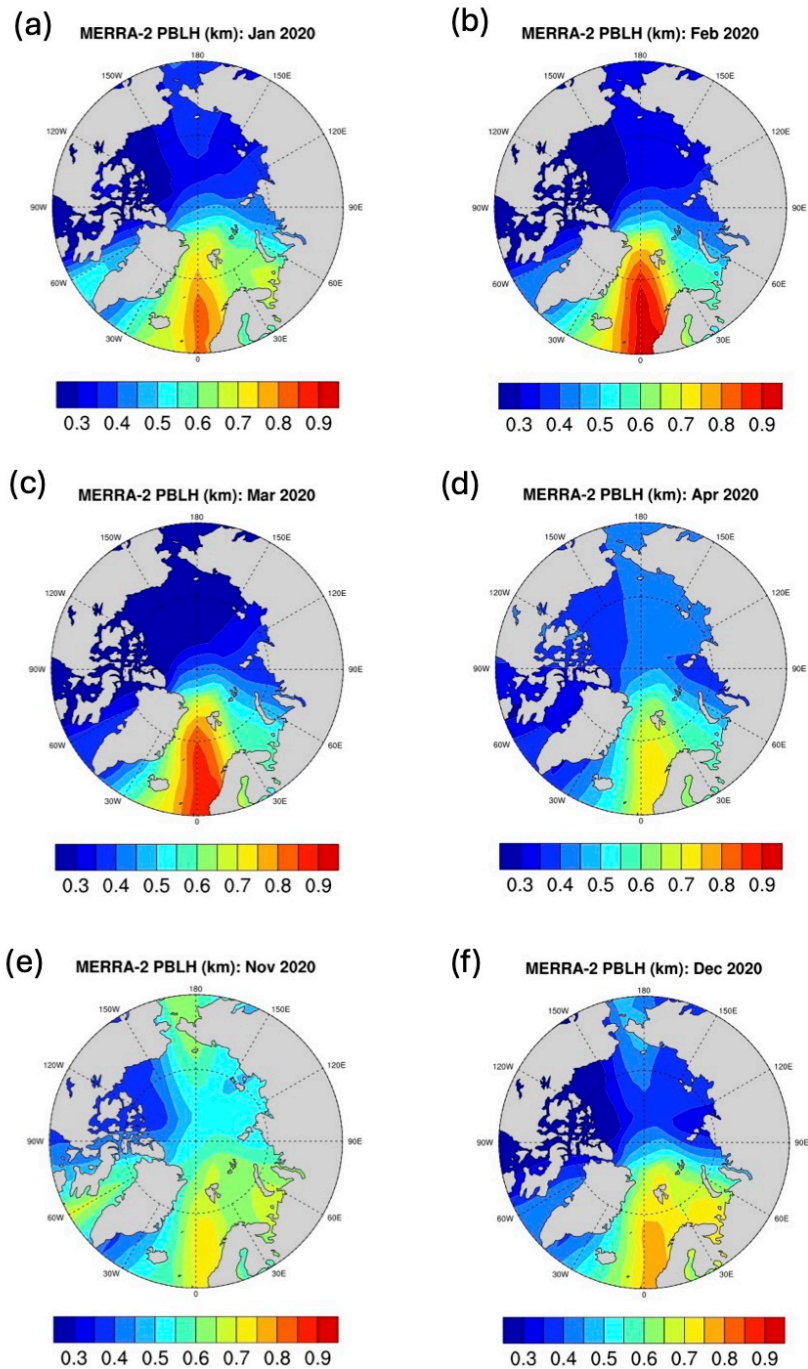 (a) (b)
MERRA-2 PBLH (km): Jan 2020 MERRA-2 PBLH (km): Feb 2020
180 180
150W 150E 150W 150E
120W 120E 120W 120E
90W 90E 90W 90E
60W 60E 60W 60E
30W 30E 30W 30E
0 0
0.3 0.4 0.5 0.6 0.7 0.8 0.9 0.3 0.4 0.5 0.6 0.7 0.8 0.9
(c) (d)
MERRA-2 PBLH (km): Mar 2020 MERRA-2 PBLH (km): Apr 2020
180 180
150W 150E 150W 150E
120W 120E 120W 120E
90W 90E 90W 90E
60W 60E 60W 60E
30W 30E 30W 30E
0 0
0.3 0.4 0.5 0.6 0.7 0.8 0.9 0.3 0.4 0.5 0.6 0.7 0.8 0.9
(e) (f)
MERRA-2 PBLH (km): Nov 2020 MERRA-2 PBLH (km): Dec 2020
180 180
150W 150E 150W 150E
120W 120E 120W 120E
90W 90E 90W 90E
60W 60E 60W 60E
30W 30E 30W 30E
0 0
0.3 0.4 0.5 0.6 0.7 0.8 0.9 0.3 0.4 0.5 0.6 0.7 0.8 0.9